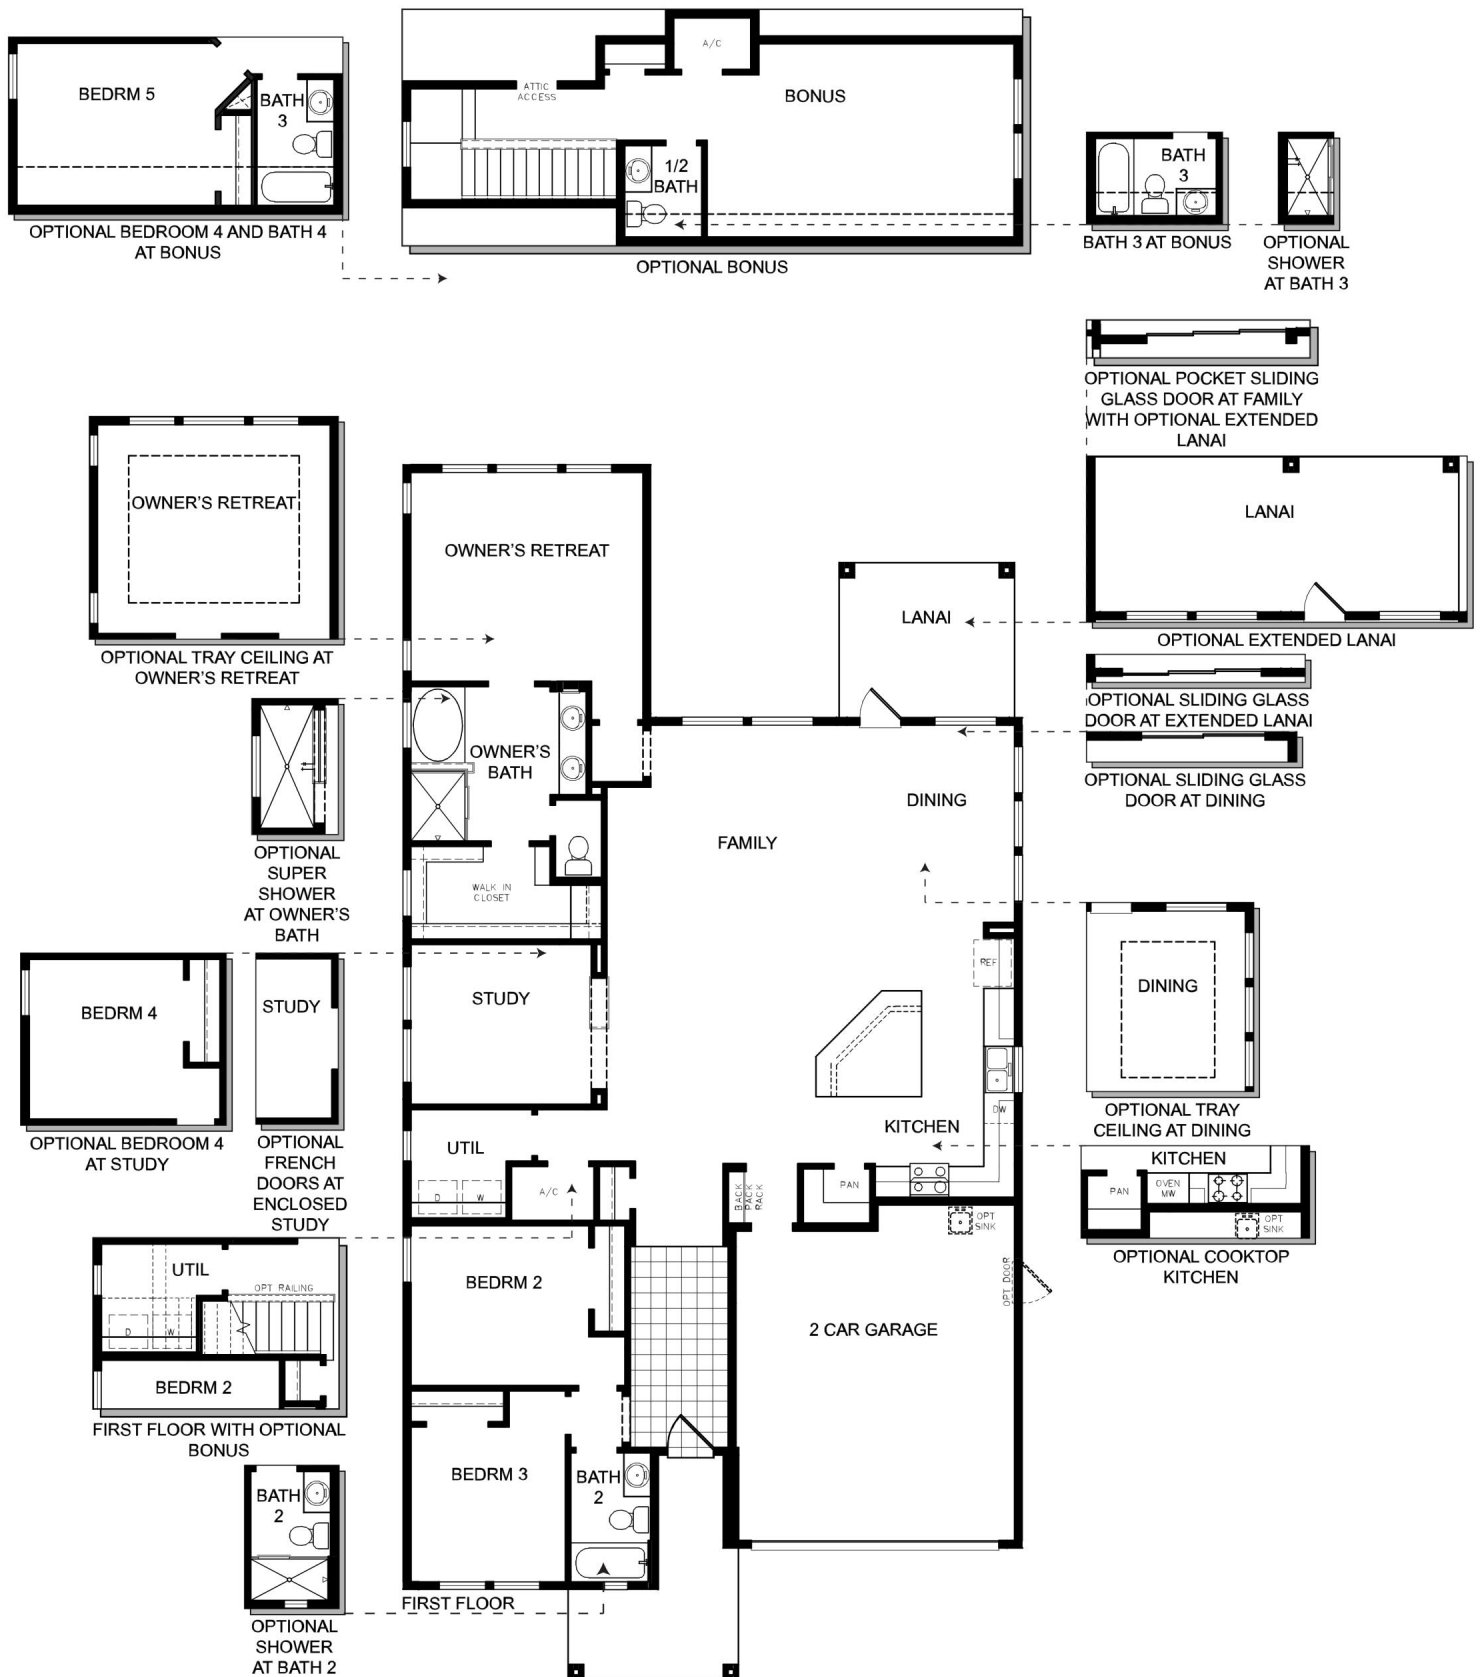 BEDRM 5
BATH
3
OPTIONAL BEDROOM 4 AND BATH 4
AT BONUS
A/C
ATTIC
ACCESS
BONUS
1/2
BATH
OPTIONAL BONUS
BATH
3
BATH 3 AT BONUS
OPTIONAL
SHOWER
AT BATH 3
OPTIONAL POCKET SLIDING
GLASS DOOR AT FAMILY
WITH OPTIONAL EXTENDED
LANAI
OWNER'S RETREAT
OPTIONAL TRAY CEILING AT
OWNER'S RETREAT
OWNER'S RETREAT
LANAI
LANAI
OPTIONAL EXTENDED LANAI
OPTIONAL SLIDING GLASS
DOOR AT EXTENDED LANAI
OPTIONAL SLIDING GLASS
DOOR AT DINING
OPTIONAL
SUPER
SHOWER
AT OWNER'S
BATH
OWNER'S
BATH
WALK IN
CLOSET
FAMILY
DINING
DINING
OPTIONAL TRAY
CEILING AT DINING
BEDRM 4
OPTIONAL BEDROOM 4
AT STUDY
STUDY
OPTIONAL
FRENCH
DOORS AT
ENCLOSED
STUDY
STUDY
REF
DW
KITCHEN
UTIL
D
W
A/C
BACK
PACK
RACK
PAN
OPT
SINK
OPT DOOR
KITCHEN
PAN
OVEN
MW
OPT
SINK
OPTIONAL COOKTOP
KITCHEN
UTIL
OPT RAILING
D
W
BEDRM 2
FIRST FLOOR WITH OPTIONAL
BONUS
BEDRM 2
2 CAR GARAGE
BEDRM 3
BATH
2
FIRST FLOOR
BATH
2
OPTIONAL
SHOWER
AT BATH 2